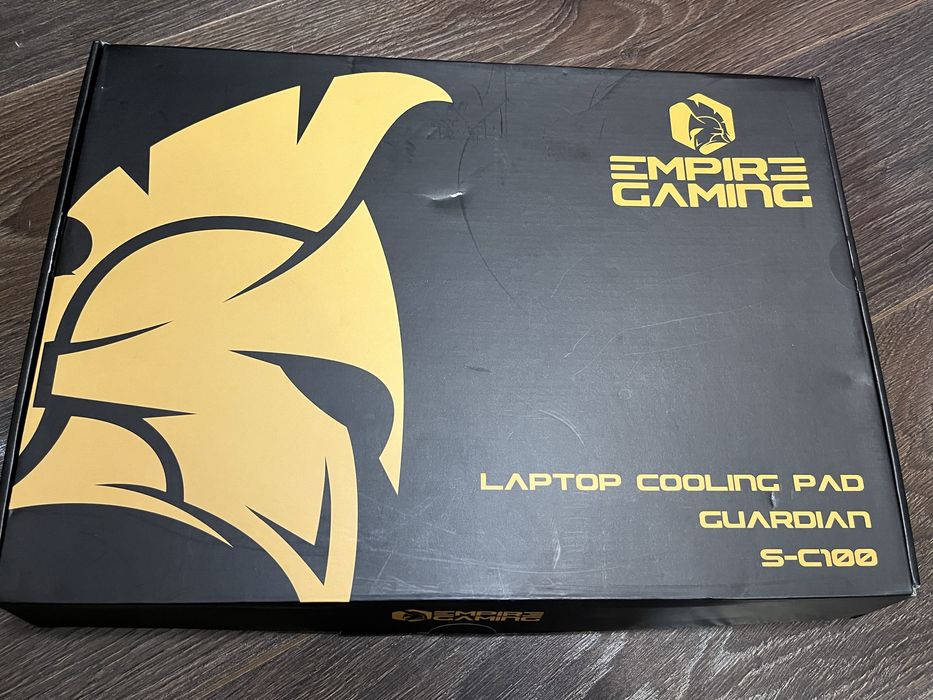 EMPIRE
GAMING
LAPTOP COOLING PAD
GUARDIAN
S-C100
EMPIRE
GAMING